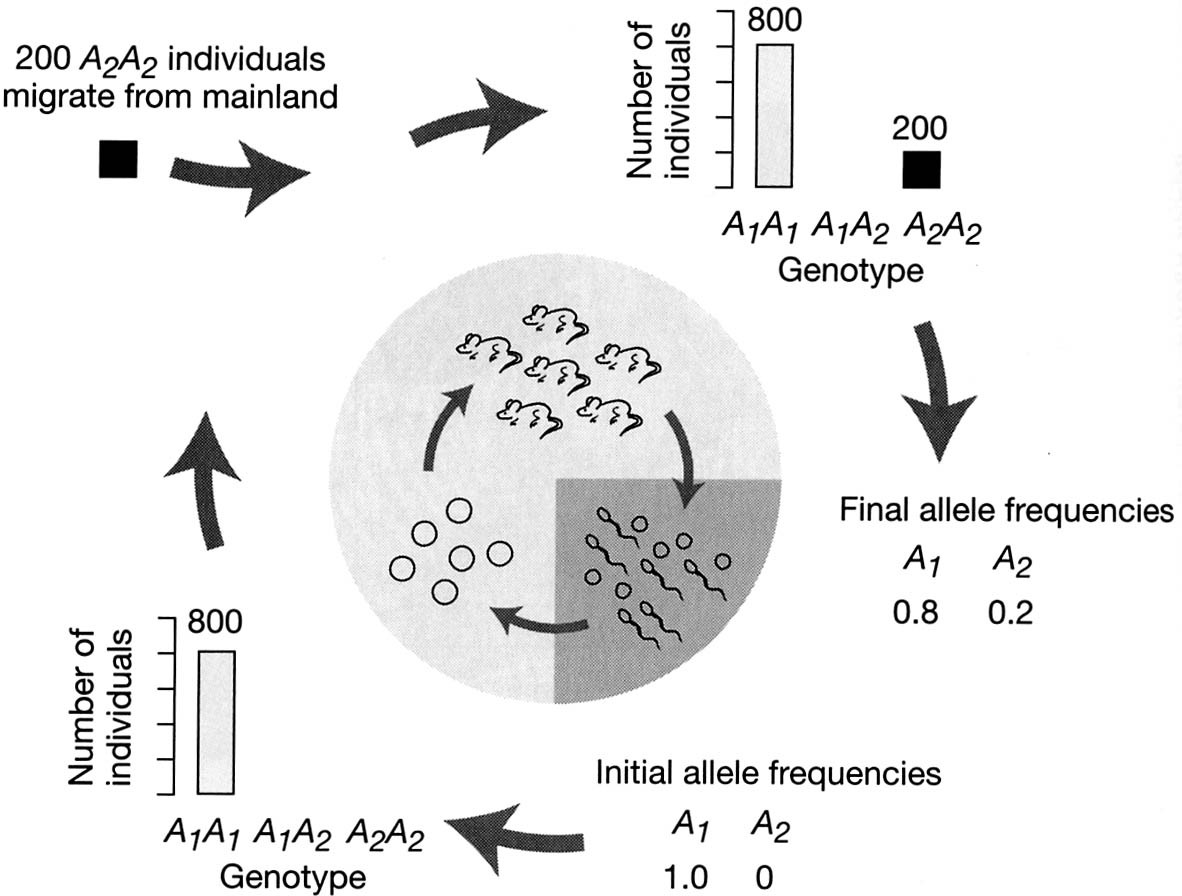 200 A2A2 individuals
migrate from mainland
Number of
individuals
800
200
A1A1 A1A2 A2A2
Genotype
Final allele frequencies
A1 A2
0.8 0.2
Number of
individuals
800
A1A1 A1A2 A2A2
Genotype
Initial allele frequencies
A1 A2
1.0 0